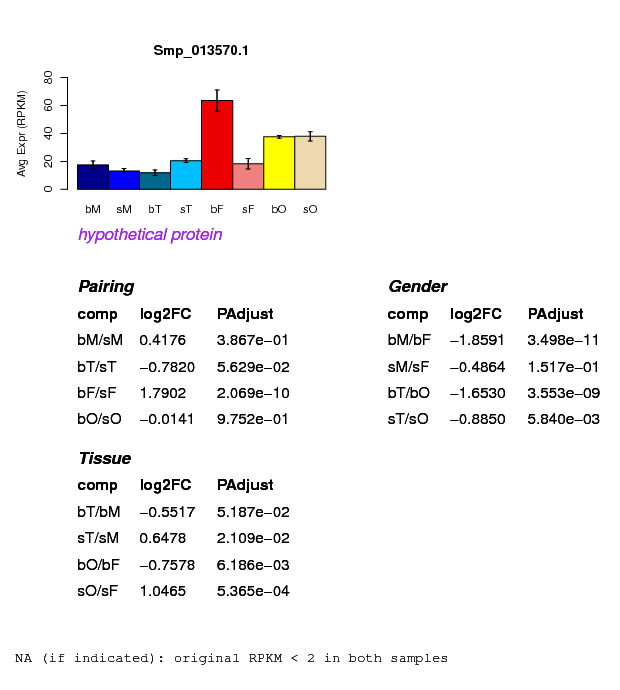 Smp_013570.1
Avg Expr (RPKM)
0 20 40 60 80
bM sM bT sT bF sF bO sO
hypothetical protein
Pairing
comp log2FC PAdjust
bM/sM 0.4176 3.867e−01
bT/sT −0.7820 5.629e−02
bF/sF 1.7902 2.069e−10
bO/sO −0.0141 9.752e−01
Gender
comp log2FC PAdjust
bM/bF −1.8591 3.498e−11
sM/sF −0.4864 1.517e−01
bT/bO −1.6530 3.553e−09
sT/sO −0.8850 5.840e−03
Tissue
comp log2FC PAdjust
bT/bM −0.5517 5.187e−02
sT/sM 0.6478 2.109e−02
bO/bF −0.7578 6.186e−03
sO/sF 1.0465 5.365e−04
NA (if indicated): original RPKM < 2 in both samples